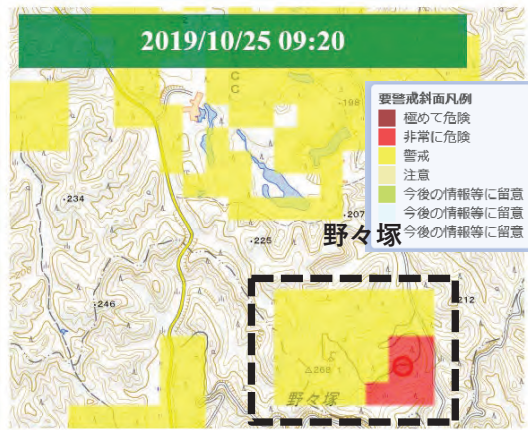 2019/10/25 09:20
要警戒斜面凡例
極めて危険
非常に危険
警戒
注意
今後の情報等に留意
今後の情報等に留意
今後の情報等に留意
C
C
・198
・234
・207
野々塚
・225
・246
212
△268.1
野々塚